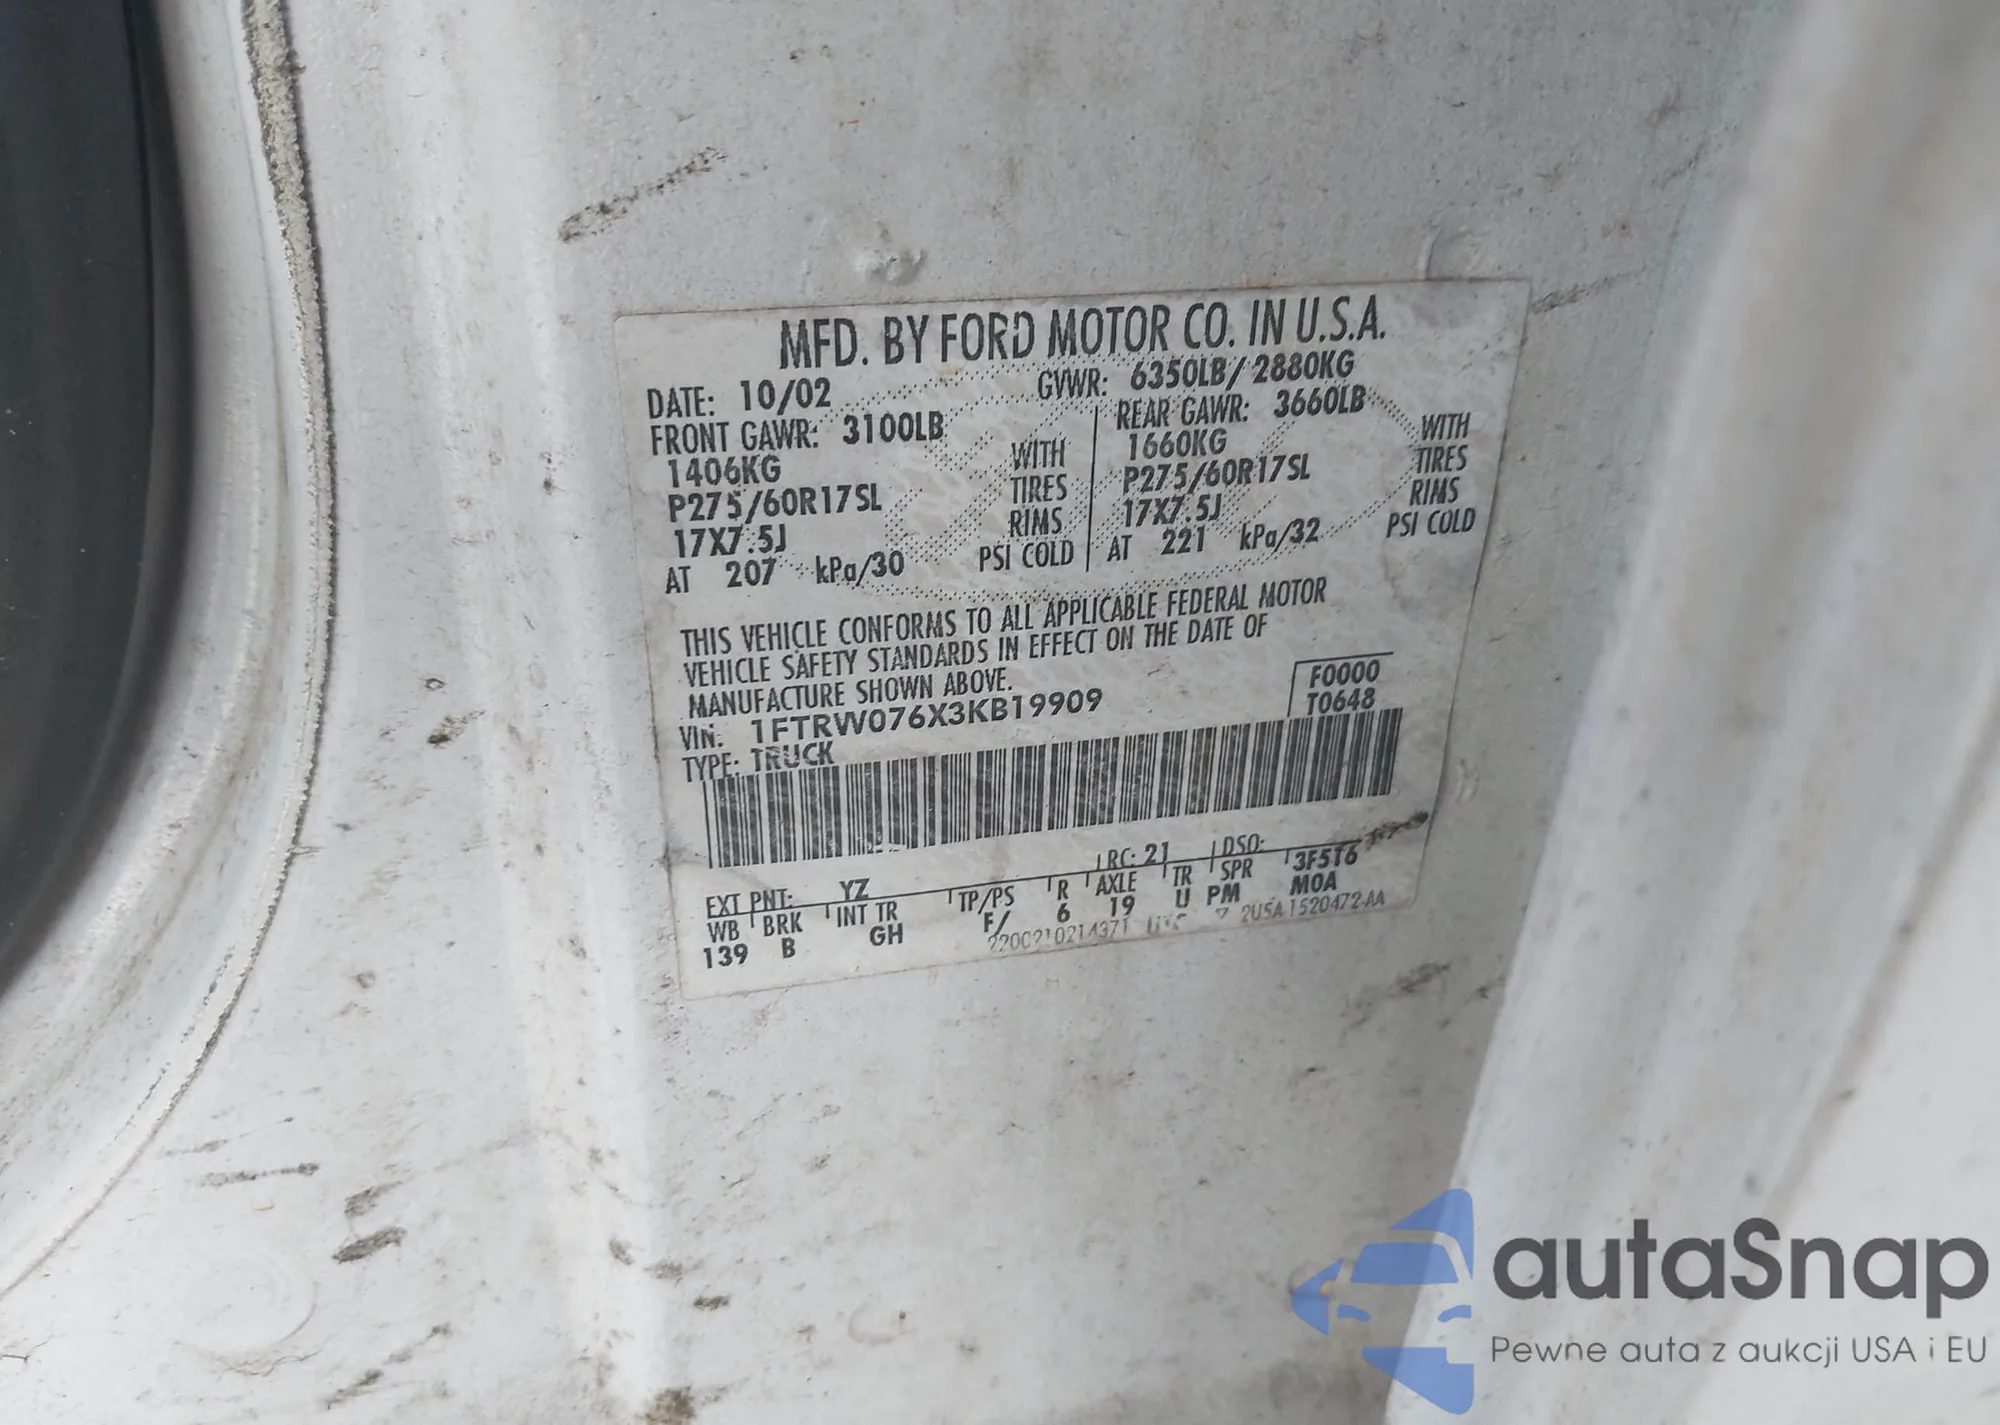 MFD. BY FORD MOTOR CO. IN U.S.A.
DATE: 10/02 GVWR: 6350LB/ 2880KG
FRONT GAWR: 3100LB REAR GAWR: 3660LB
1406KG WITH 1660KG WITH
P275/60R17SL TIRES P275/60R17SL TIRES
17X7.5J RIMS 17X7.5J RIMS
AT 207 kPa/30 PSI COLD AT 221 kPa/32 PSI COLD
THIS VEHICLE CONFORMS TO ALL APPLICABLE FEDERAL MOTOR
VEHICLE SAFETY STANDARDS IN EFFECT ON THE DATE OF
MANUFACTURE SHOWN ABOVE.
VIN: 1FTRW076X3KB19909 F0000
TYPE: TRUCK T0648
EXT PNT: YZ RC: 21 DSO:
WB BRK INT TR TP/PS R AXLE TR SPR 3F5T6
139 B GH F/ 6 19 U PM M0A
2200210214371 2U5A1520472-AA
autaSnap
Pewne auta z aukcji USA i EU